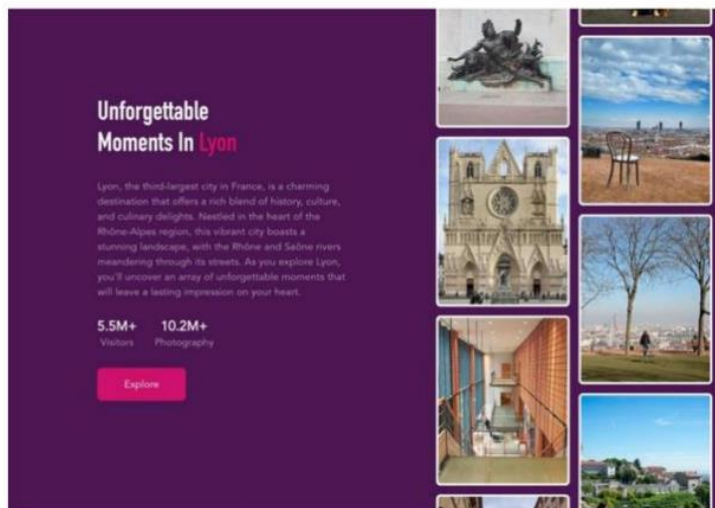 Unforgettable
Moments In Lyon
Lyon, the third-largest city in France, is a charming
destination that offers a rich blend of history, culture,
and culinary delights. Nestled in the heart of the
Rhône-Alpes region, this vibrant city boasts a
stunning landscape, with the Rhône and Saône rivers
meandering through its streets. As you explore Lyon,
you'll uncover an array of unforgettable moments that
will leave a lasting impression on your heart.
5.5M+ 10.2M+
Visitors Photography
Explore